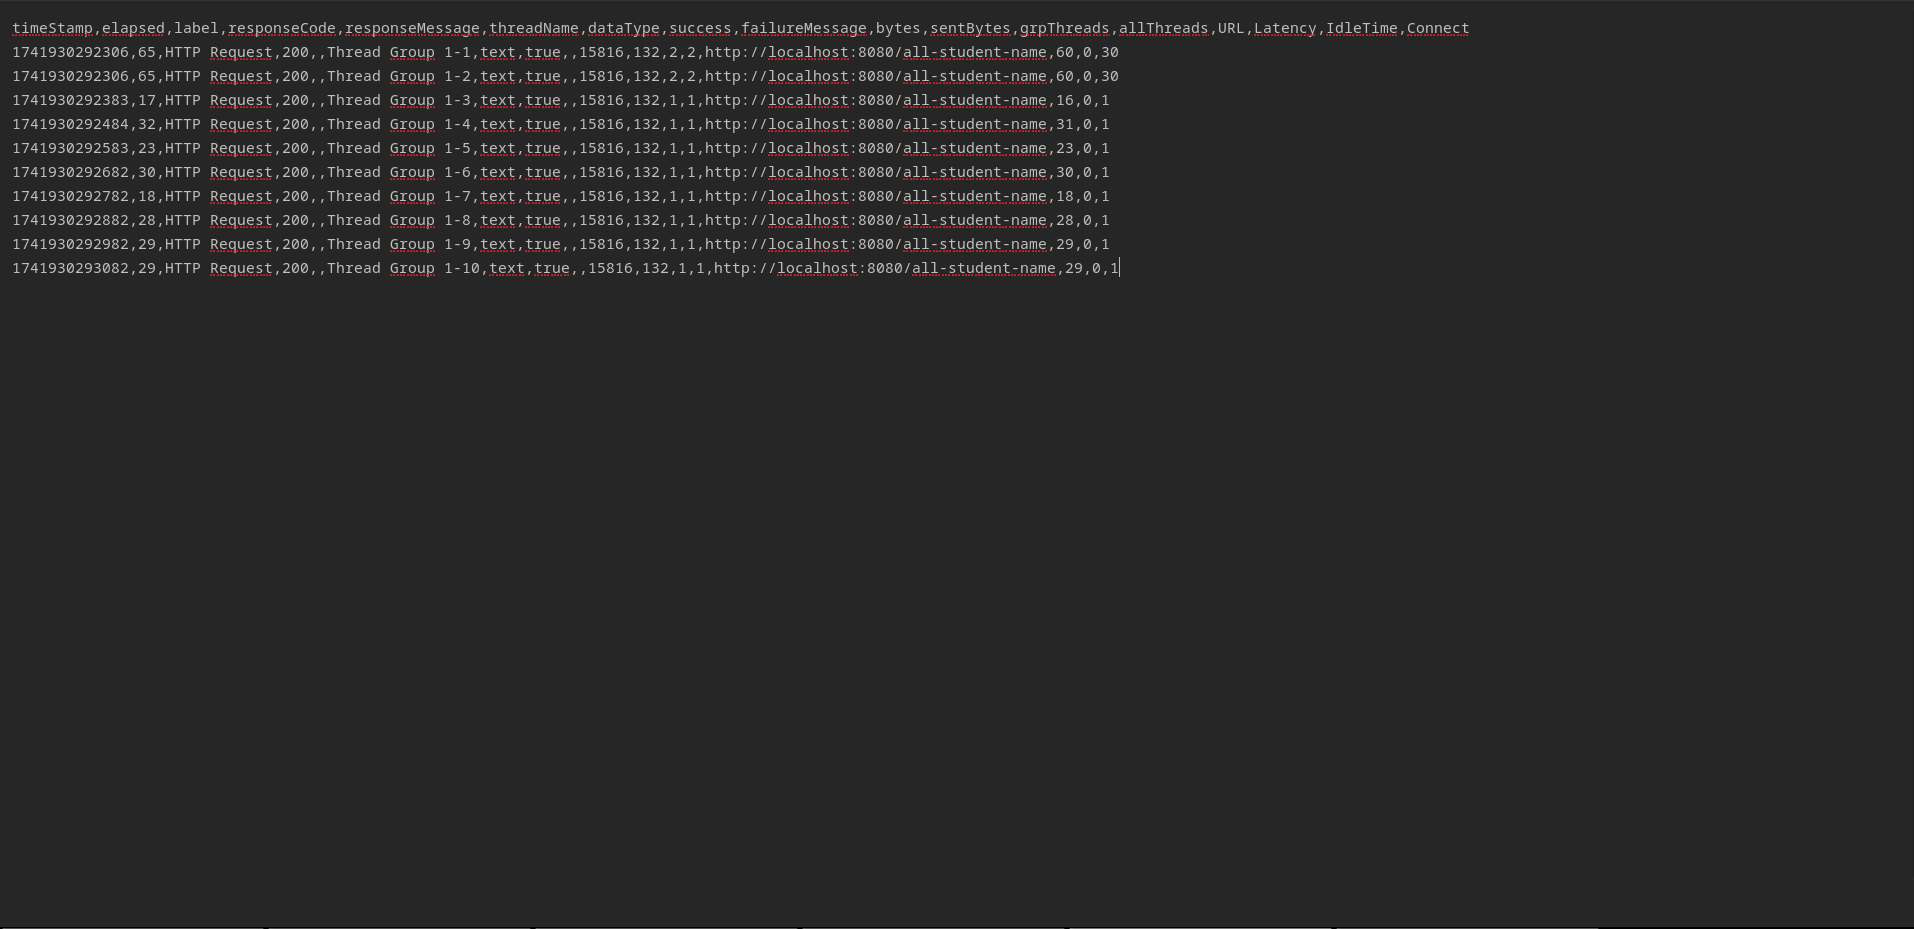 timeStamp,elapsed,label,responseCode,responseMessage,threadName,dataType,success,failureMessage,bytes,sentBytes,grpThreads,allThreads,URL,Latency,IdleTime,Connect
1741930292306,65,HTTP Request,200,,Thread Group 1-1,text,true,,15816,132,2,2,http://localhost:8080/all-student-name,60,0,30
1741930292306,65,HTTP Request,200,,Thread Group 1-2,text,true,,15816,132,2,2,http://localhost:8080/all-student-name,60,0,30
1741930292383,17,HTTP Request,200,,Thread Group 1-3,text,true,,15816,132,1,1,http://localhost:8080/all-student-name,16,0,1
1741930292484,32,HTTP Request,200,,Thread Group 1-4,text,true,,15816,132,1,1,http://localhost:8080/all-student-name,31,0,1
1741930292583,23,HTTP Request,200,,Thread Group 1-5,text,true,,15816,132,1,1,http://localhost:8080/all-student-name,23,0,1
1741930292682,30,HTTP Request,200,,Thread Group 1-6,text,true,,15816,132,1,1,http://localhost:8080/all-student-name,30,0,1
1741930292782,18,HTTP Request,200,,Thread Group 1-7,text,true,,15816,132,1,1,http://localhost:8080/all-student-name,18,0,1
1741930292882,28,HTTP Request,200,,Thread Group 1-8,text,true,,15816,132,1,1,http://localhost:8080/all-student-name,28,0,1
1741930292982,29,HTTP Request,200,,Thread Group 1-9,text,true,,15816,132,1,1,http://localhost:8080/all-student-name,29,0,1
1741930293082,29,HTTP Request,200,,Thread Group 1-10,text,true,,15816,132,1,1,http://localhost:8080/all-student-name,29,0,1